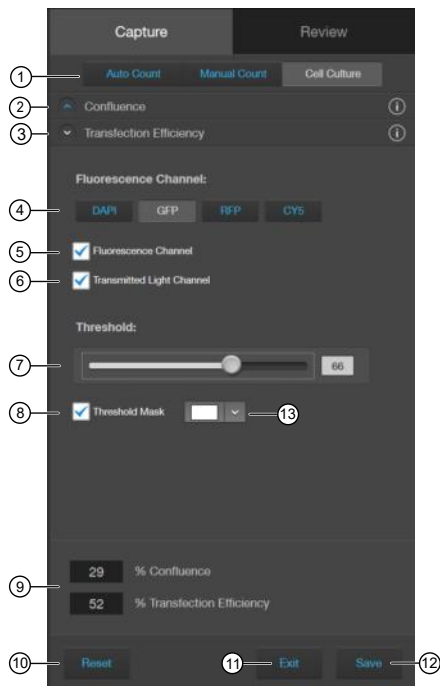 Capture Review
1 Auto Count Manual Count Cell Culture
2 Confluence i
3 Transfection Efficiency i
Fluorescence Channel:
4 DAPI GFP RFP CY5
5 Fluorescence Channel
6 Transmitted Light Channel
Threshold:
7 66
8 Threshold Mask 13
29 % Confluence
9
52 % Transfection Efficiency
10 Reset 11 Exit Save 12